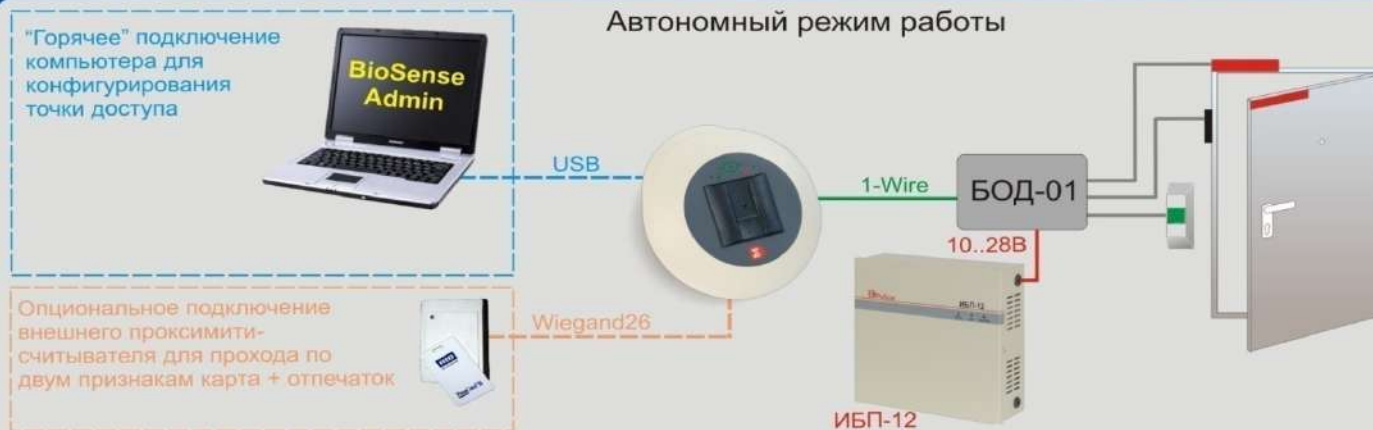 Автономный режим работы
“Горячее” подключение
компьютера для
конфигурирования
точки доступа
BioSense
Admin
USB
1-Wire
БОД-01
10..28В
ИБП-12
Опциональное подключение
внешнего проксимити-
считывателя для прохода по
двум признакам карта + отпечаток
Wiegand26
ИБП-12